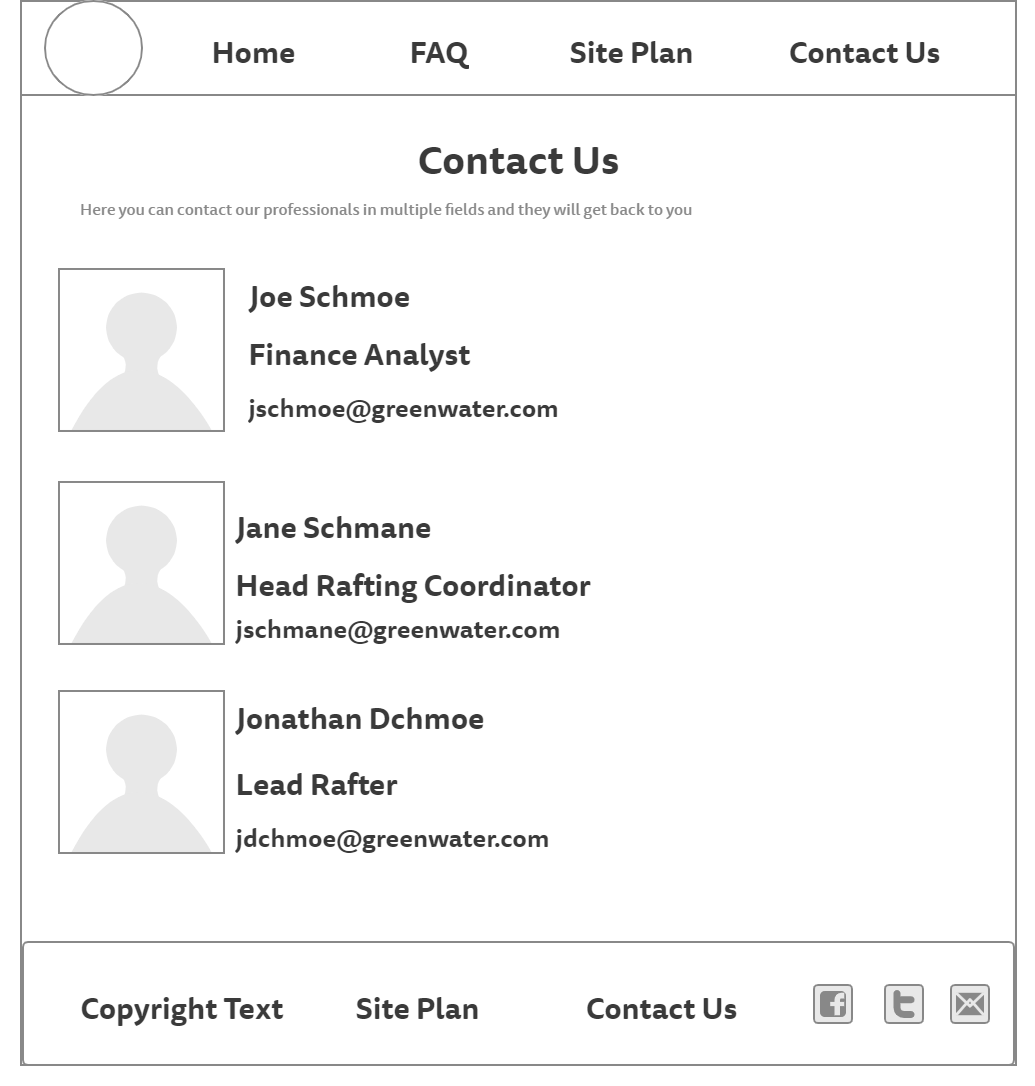 Home FAQ Site Plan Contact Us
Contact Us
Here you can contact our professionals in multiple fields and they will get back to you
Joe Schmoe
Finance Analyst
jschmoe@greenwater.com
Jane Schmane
Head Rafting Coordinator
jschmane@greenwater.com
Jonathan Dchmoe
Lead Rafter
jdchmoe@greenwater.com
Copyright Text Site Plan Contact Us